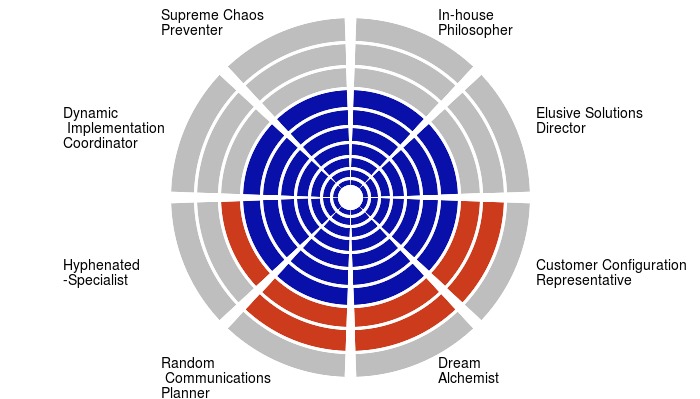 Supreme Chaos
Preventer
In-house
Philosopher
Dynamic
Implementation
Coordinator
Elusive Solutions
Director
Hyphenated
-Specialist
Customer Configuration
Representative
Random
Communications
Planner
Dream
Alchemist